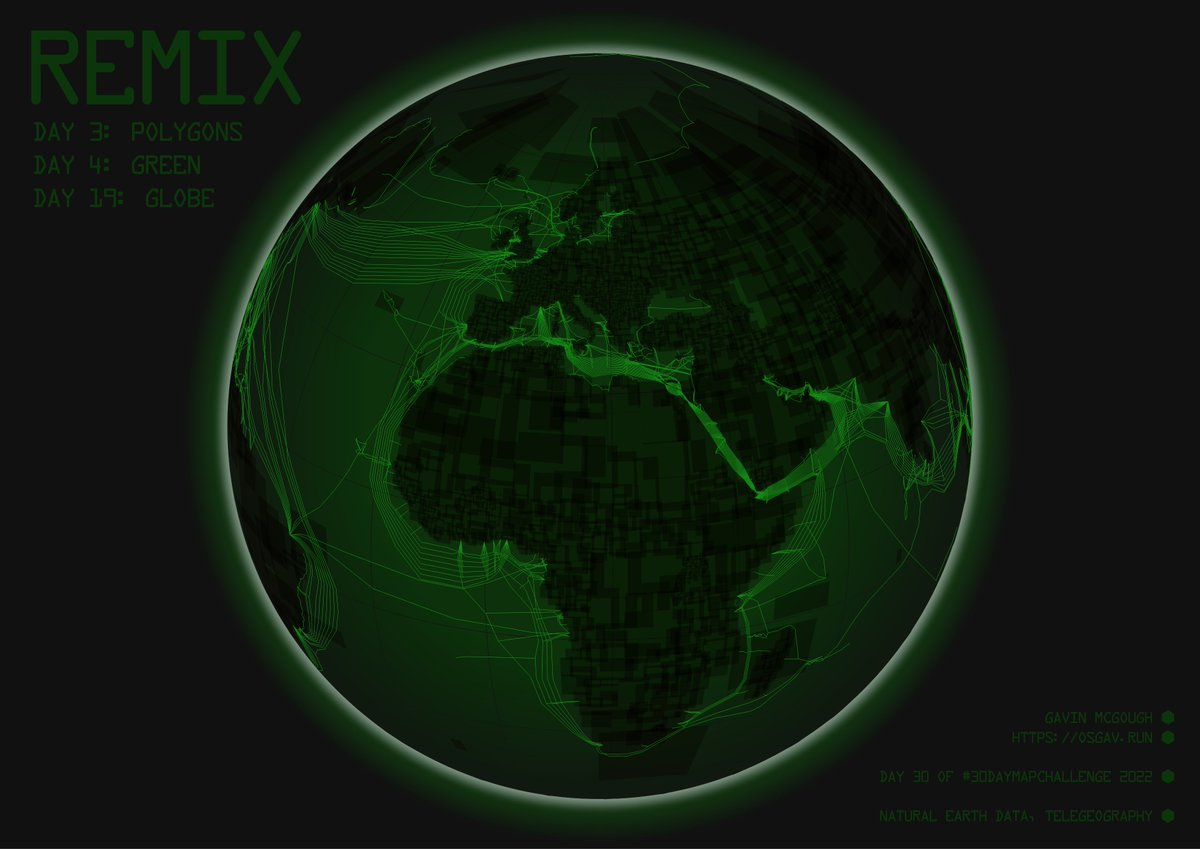 REMIX
DAY 3: POLYGONS
DAY 4: GREEN
DAY 19: GLOBE
GAVIN MCGOUGH
HTTPS://OSGAV.RUN
DAY 30 OF #30DAYMAPCHALLENGE 2022
NATURAL EARTH DATA, TELEGEOGRAPHY